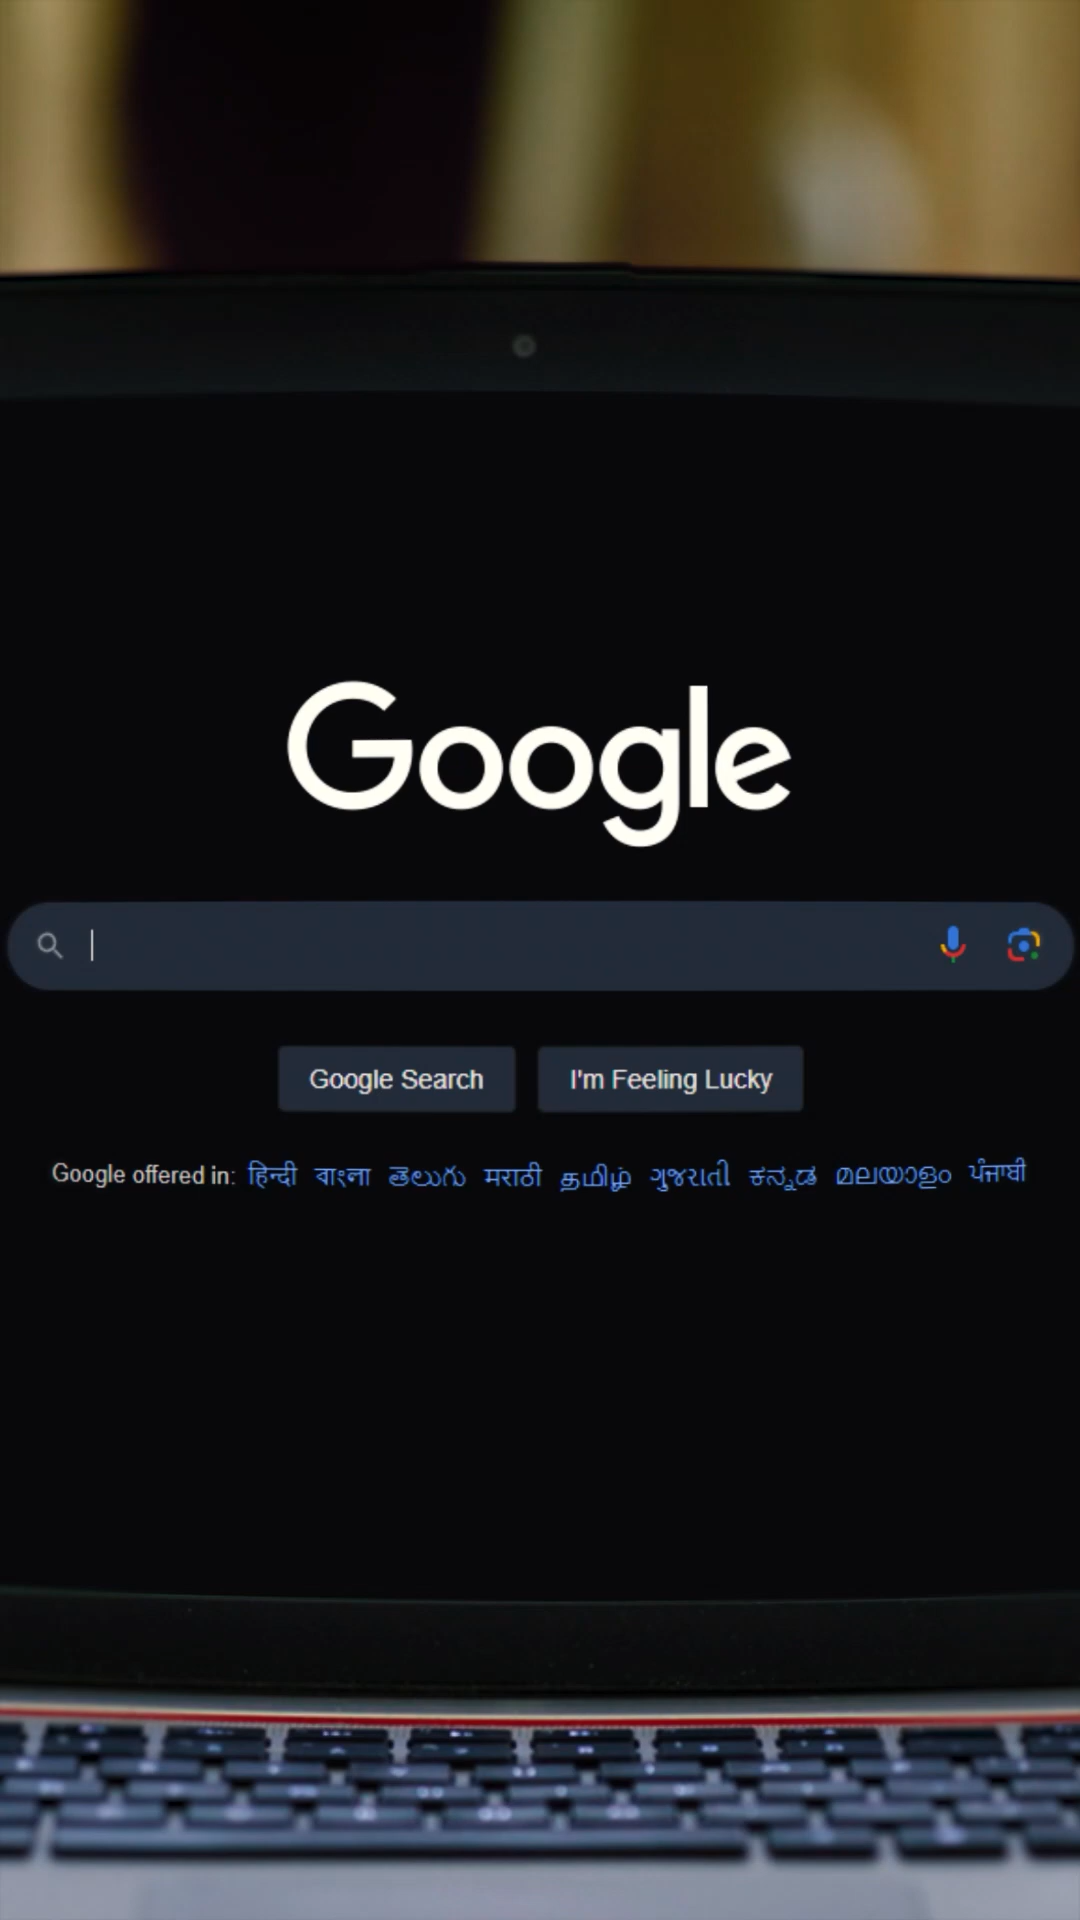 Google
Google Search
I'm Feeling Lucky
Google offered in: हिन्दी বাংলা తెలుగు मराठी தமிழ் ગુજરાતી ಕನ್ನಡ മലയാളം ਪੰਜਾਬੀ